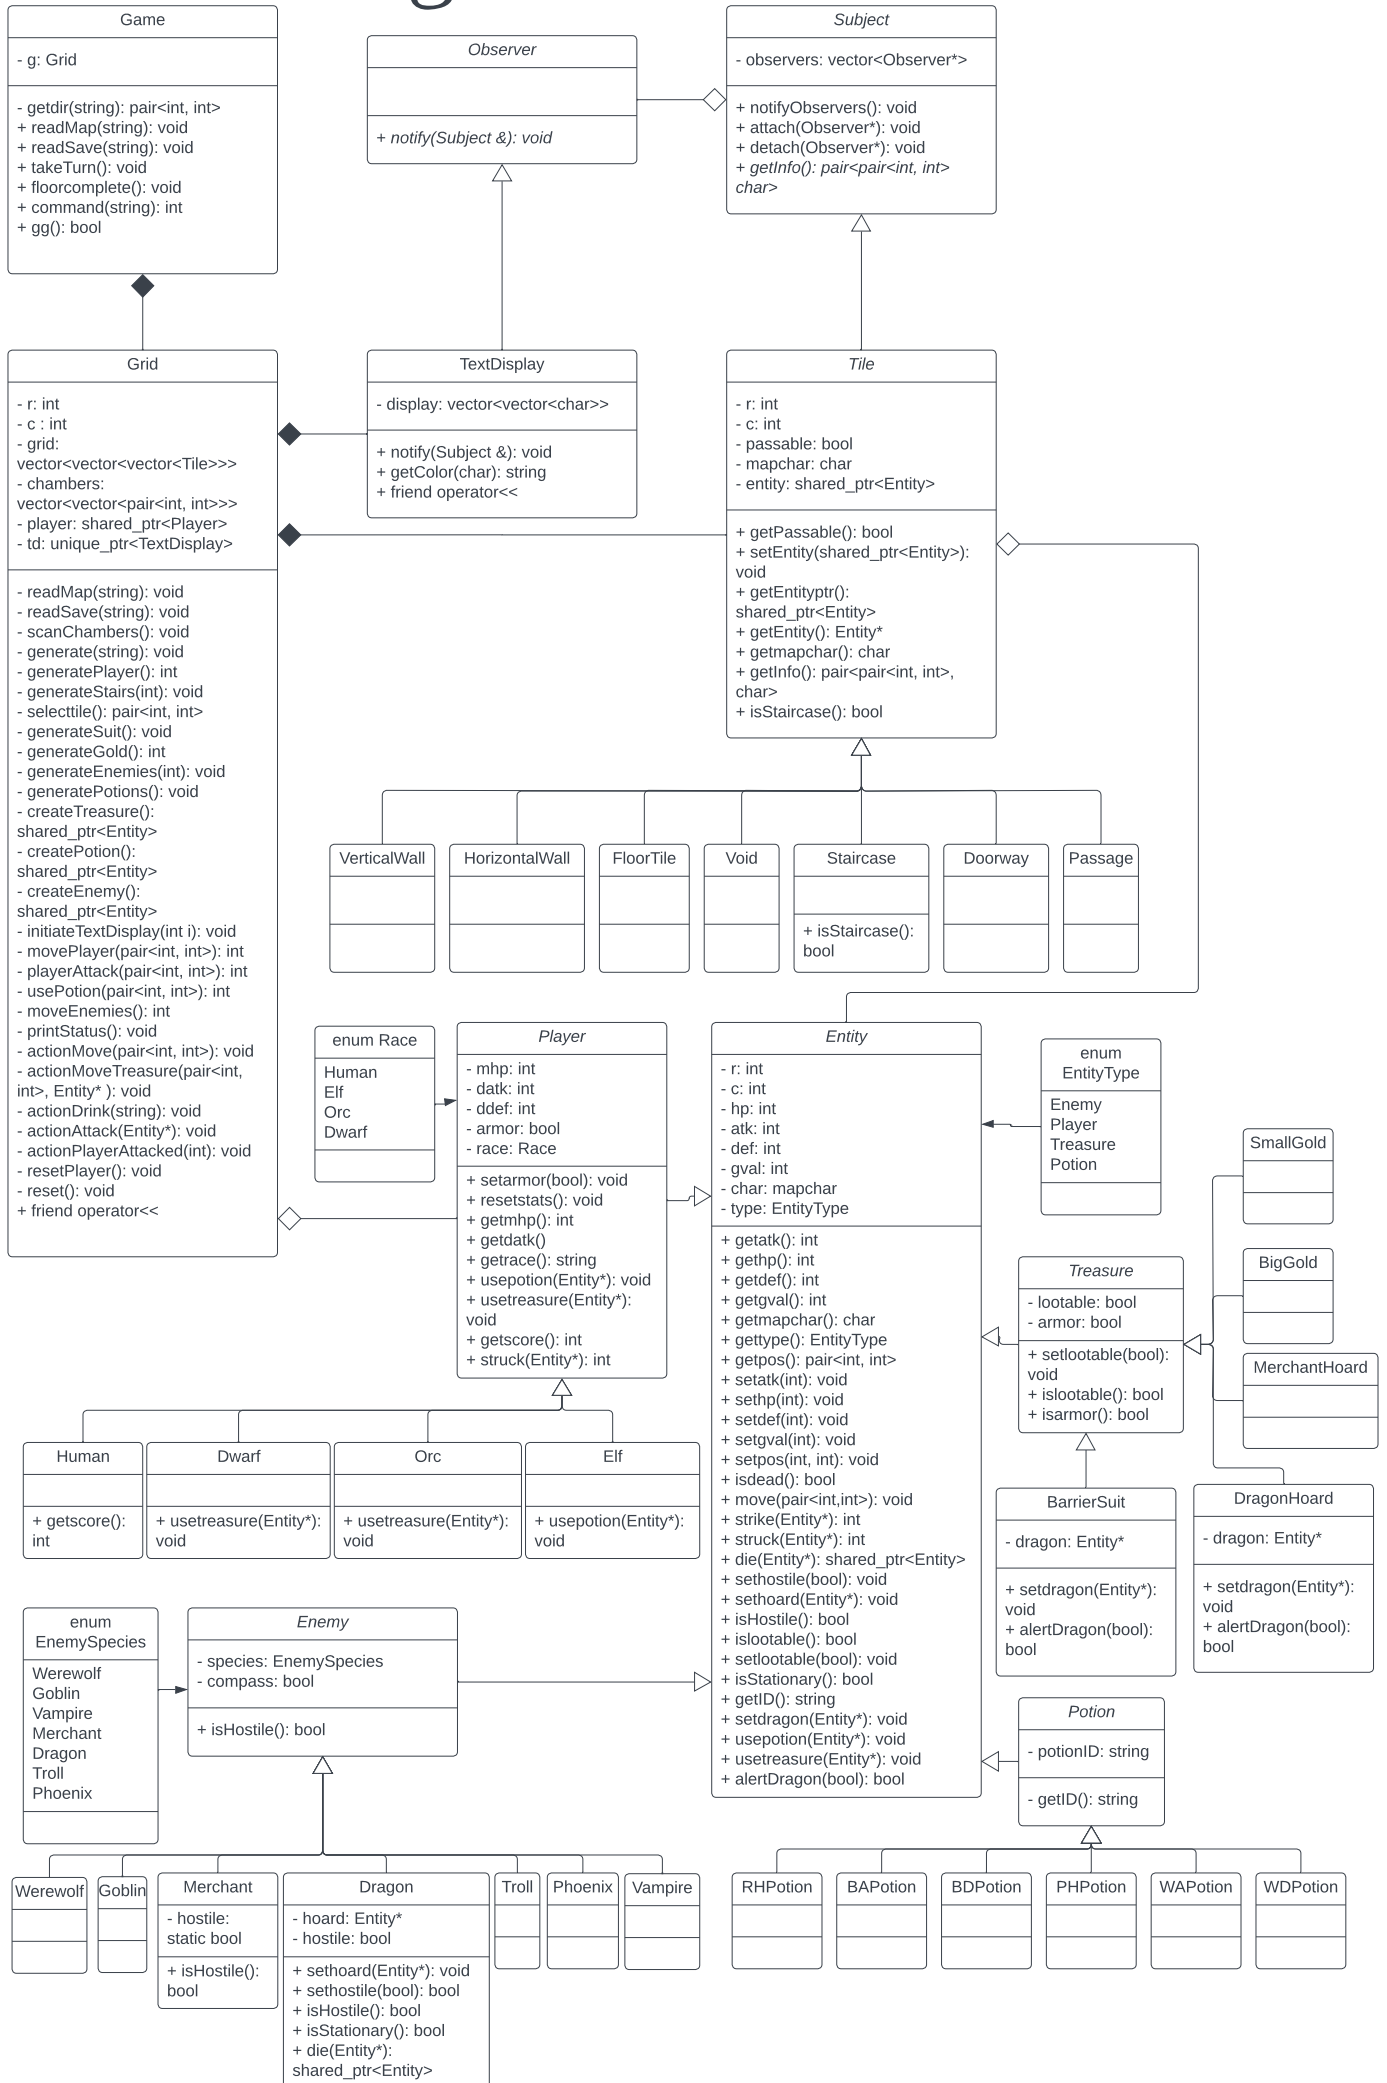 Game
- g: Grid
- getdir(string): pair<int, int>
+ readMap(string): void
+ readSave(string): void
+ takeTurn(): void
+ floorcomplete(): void
+ command(string): int
+ gg(): bool
Observer
+ notify(Subject &): void
Subject
- observers: vector<Observer*>
+ notifyObservers(): void
+ attach(Observer*): void
+ detach(Observer*): void
+ getInfo(): pair<pair<int, int>
char>
Grid
- r: int
- c : int
- grid:
vector<vector<vector<Tile>>>
- chambers:
vector<vector<pair<int, int>>>
- player: shared_ptr<Player>
- td: unique_ptr<TextDisplay>
- readMap(string): void
- readSave(string): void
- scanChambers(): void
- generate(string): void
- generatePlayer(): int
- generateStairs(int): void
- selecttile(): pair<int, int>
- generateSuit(): void
- generateGold(): int
- generateEnemies(int): void
- generatePotions(): void
- createTreasure():
shared_ptr<Entity>
- createPotion():
shared_ptr<Entity>
- createEnemy():
shared_ptr<Entity>
- initiateTextDisplay(int i): void
- movePlayer(pair<int, int>): int
- playerAttack(pair<int, int>): int
- usePotion(pair<int, int>): int
- moveEnemies(): int
- printStatus(): void
- actionMove(pair<int, int>): void
- actionMoveTreasure(pair<int,
int>, Entity* ): void
- actionDrink(string): void
- actionAttack(Entity*): void
- actionPlayerAttacked(int): void
- resetPlayer(): void
- reset(): void
+ friend operator<<
TextDisplay
- display: vector<vector<char>>
+ notify(Subject &): void
+ getColor(char): string
+ friend operator<<
Tile
- r: int
- c: int
- passable: bool
- mapchar: char
- entity: shared_ptr<Entity>
+ getPassable(): bool
+ setEntity(shared_ptr<Entity>):
void
+ getEntityptr():
shared_ptr<Entity>
+ getEntity(): Entity*
+ getmapchar(): char
+ getInfo(): pair<pair<int, int>,
char>
+ isStaircase(): bool
VerticalWall
HorizontalWall
FloorTile
Void
Staircase
+ isStaircase():
bool
Doorway
Passage
enum Race
Human
Elf
Orc
Dwarf
Player
- mhp: int
- datk: int
- ddef: int
- armor: bool
- race: Race
+ setarmor(bool): void
+ resetstats(): void
+ getmhp(): int
+ getdatk()
+ getrace(): string
+ usepotion(Entity*): void
+ usetreasure(Entity*):
void
+ getscore(): int
+ struck(Entity*): int
Entity
- r: int
- c: int
- hp: int
- atk: int
- def: int
- gval: int
- char: mapchar
- type: EntityType
+ getatk(): int
+ gethp(): int
+ getdef(): int
+ getgval(): int
+ getmapchar(): char
+ gettype(): EntityType
+ getpos(): pair<int, int>
+ setatk(int): void
+ sethp(int): void
+ setdef(int): void
+ setgval(int): void
+ setpos(int, int): void
+ isdead(): bool
+ move(pair<int,int>): void
+ strike(Entity*): int
+ struck(Entity*): int
+ die(Entity*): shared_ptr<Entity>
+ sethostile(bool): void
+ sethoard(Entity*): void
+ isHostile(): bool
+ islootable(): bool
+ setlootable(bool): void
+ isStationary(): bool
+ getID(): string
+ setdragon(Entity*): void
+ usepotion(Entity*): void
+ usetreasure(Entity*): void
+ alertDragon(bool): bool
enum
EntityType
Enemy
Player
Treasure
Potion
SmallGold
BigGold
MerchantHoard
Treasure
- lootable: bool
- armor: bool
+ setlootable(bool):
void
+ islootable(): bool
+ isarmor(): bool
BarrierSuit
- dragon: Entity*
+ setdragon(Entity*):
void
+ alertDragon(bool):
bool
DragonHoard
- dragon: Entity*
+ setdragon(Entity*):
void
+ alertDragon(bool):
bool
Human
+ getscore():
int
Dwarf
+ usetreasure(Entity*):
void
Orc
+ usetreasure(Entity*):
void
Elf
+ usepotion(Entity*):
void
enum
EnemySpecies
Werewolf
Goblin
Vampire
Merchant
Dragon
Troll
Phoenix
Enemy
- species: EnemySpecies
- compass: bool
+ isHostile(): bool
Potion
- potionID: string
- getID(): string
Werewolf
Goblin
Merchant
- hostile:
static bool
+ isHostile():
bool
Dragon
- hoard: Entity*
- hostile: bool
+ sethoard(Entity*): void
+ sethostile(bool): bool
+ isHostile(): bool
+ isStationary(): bool
+ die(Entity*):
shared_ptr<Entity>
Troll
Phoenix
Vampire
RHPotion
BAPotion
BDPotion
PHPotion
WAPotion
WDPotion